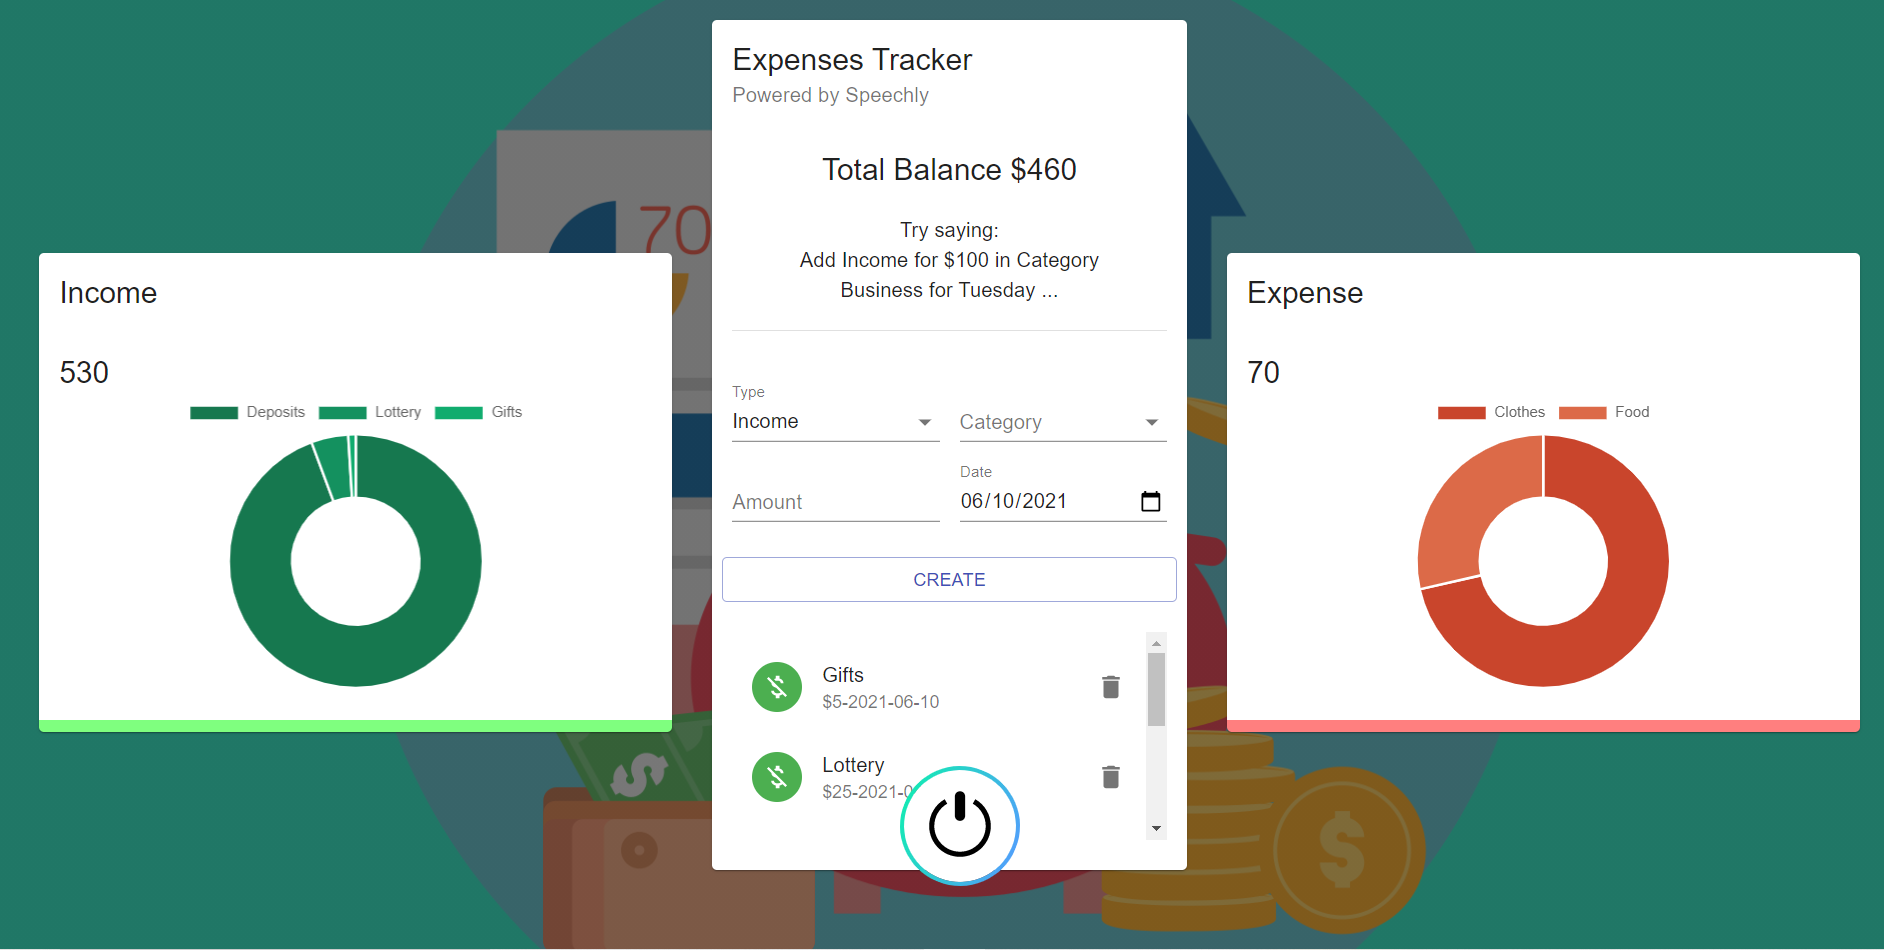 Expenses Tracker
Powered by Speechly
Total Balance $460
Try saying:
Add Income for $100 in Category
Business for Tuesday ...
70
Income
530
Deposits Lottery Gifts
Type
Income
Category
Amount
Date
06/10/2021
CREATE
Gifts
$5-2021-06-10
Lottery
$25-2021-0
Expense
70
Clothes Food
$
$